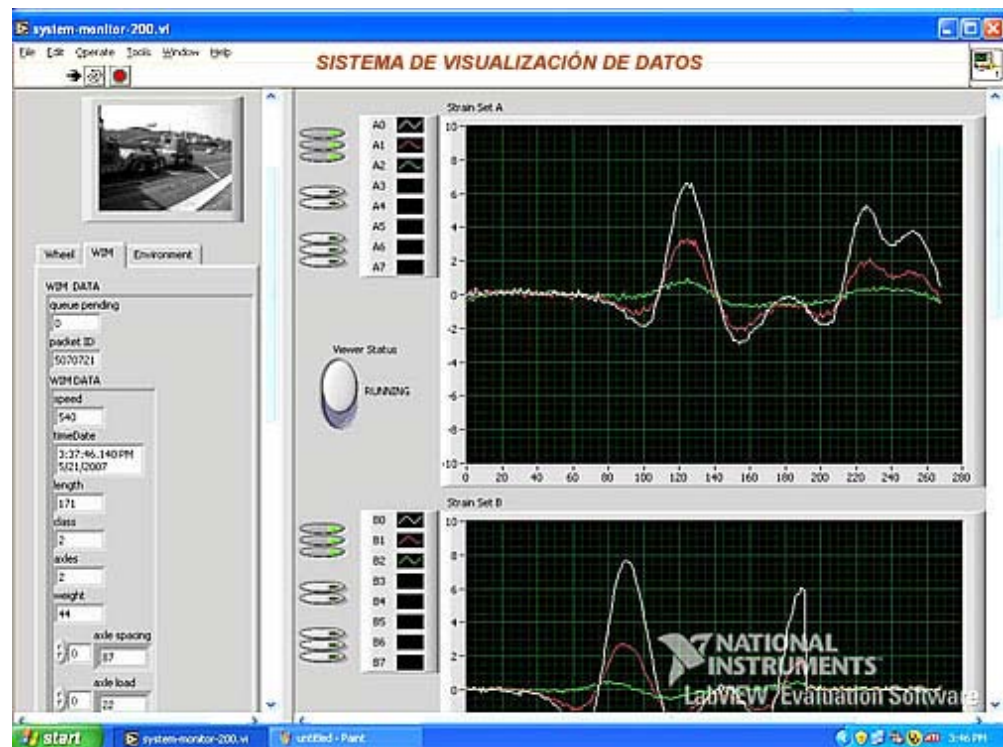 system-monitor-200.vi
File Edit Operate Tools Window Help
SISTEMA DE VISUALIZACIÓN DE DATOS
Wheel WIM Environment
WIM DATA
queue pending
0
packet ID
5070721
WIM DATA
speed
540
timeDate
3:37:46.140 PM
5/21/2007
length
171
class
2
axles
2
weight
44
axle spacing
0 87
axle load
0 22
Strain Set A
A0
A1
A2
A3
A4
A5
A6
A7
10
8
6
4
2
0
-2
-4
-6
-8
-10
0 20 40 60 80 100 120 140 160 180 200 220 240 260 280
Viewer Status
RUNNING
Strain Set B
B0
B1
B2
B3
B4
B5
B6
B7
10
8
6
4
2
0
NATIONAL
INSTRUMENTS
LabVIEW Evaluation Software
start system-monitor-200.vi untitled - Paint 3:46 PM